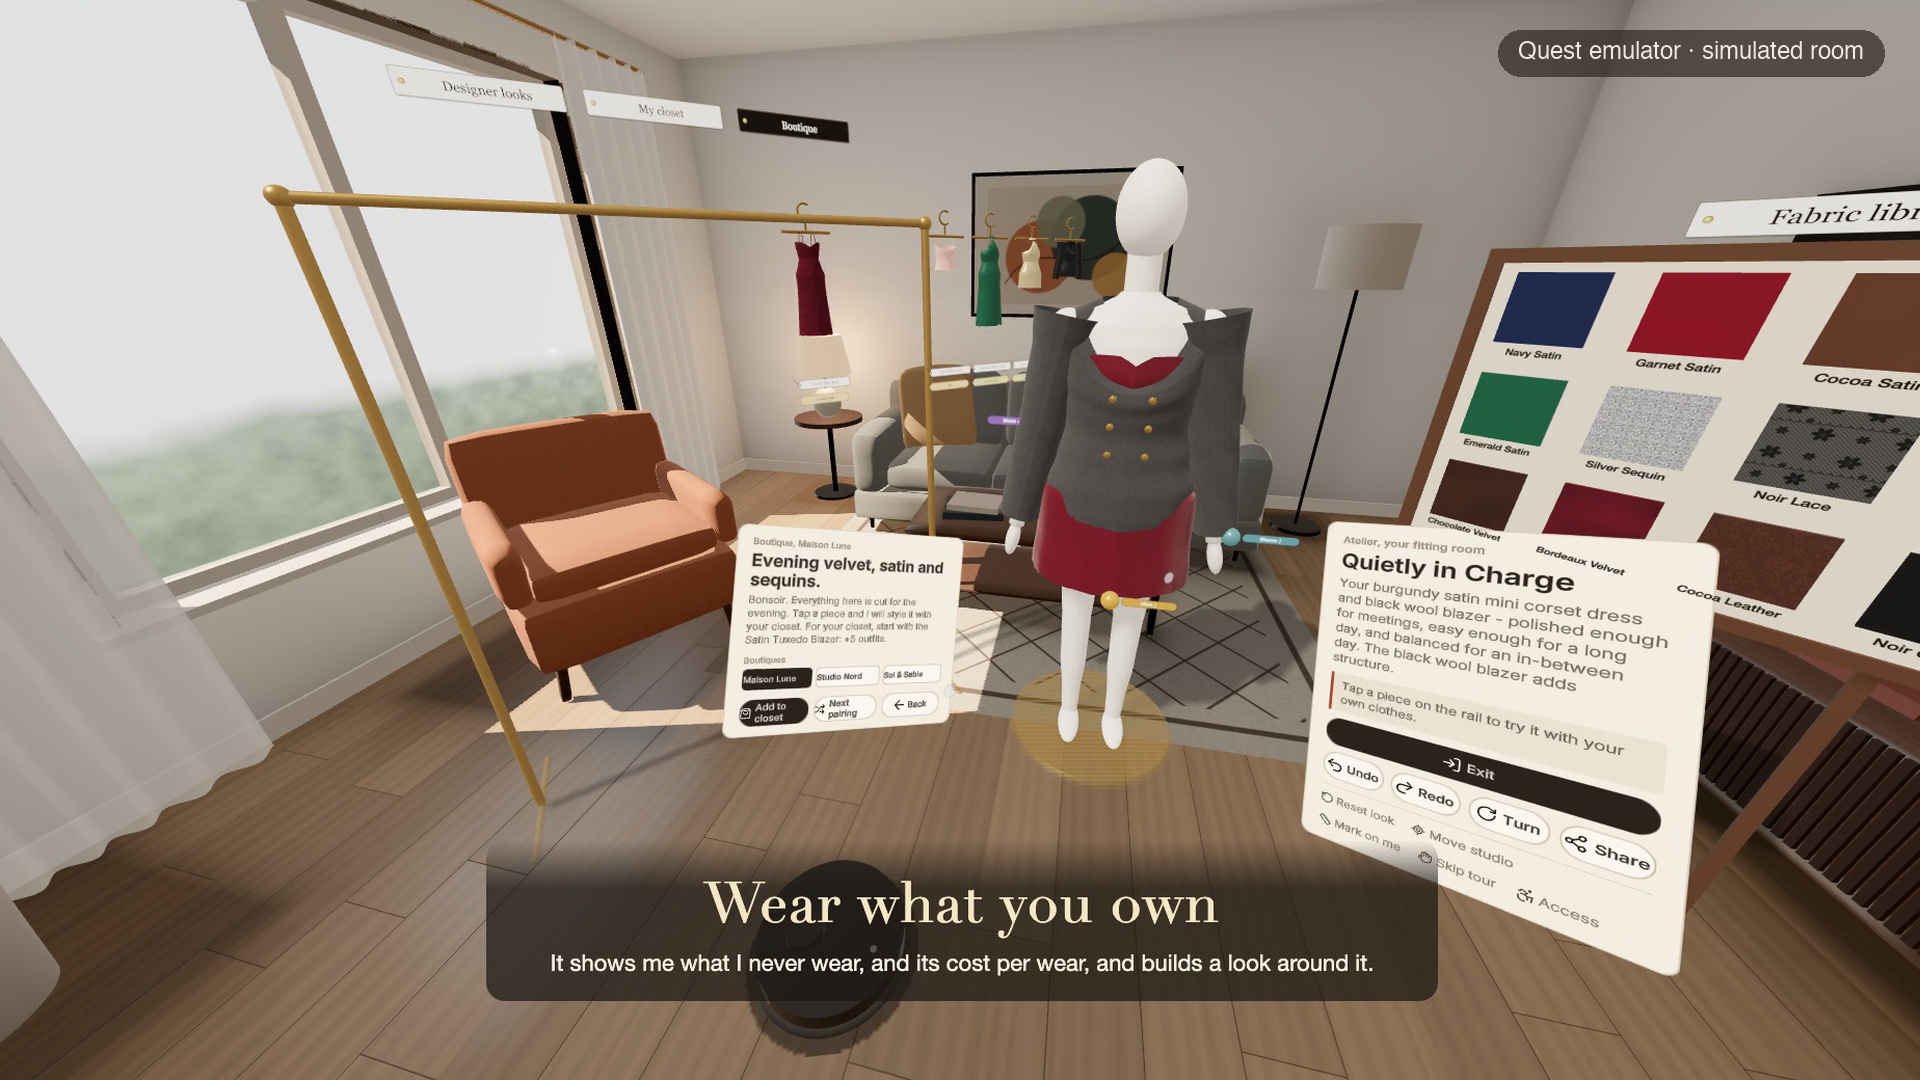 Quest emulator · simulated room
Designer looks
My closet
Boutique
Fabric
Navy Satin
Garnet Satin
Cocoa
Emerald Satin
Silver Sequin
Noir Lace
Chocolate Velvet
Bordeaux Velvet
Cocoa Leather
Noir
Boutique, Maison Lune
Evening velvet, satin and
sequins.
Bonsoir. Everything here is cut for the
evening. Tap a piece and I will style it with
your closet. For your closet, start with the
Satin Tuxedo Blazer: +5 outfits.
Boutiques
Maison Lune
Studio Nord
Sol & Sable
Add to
closet
Next
pairing
Back
Atelier, your fitting room
Quietly in Charge
Your burgundy satin mini corset dress
and black wool blazer - polished enough
for meetings, easy enough for a long
day, and balanced for an in-between
day. The black wool blazer adds
structure.
Tap a piece on the rail to try it with your
own clothes.
Exit
Undo
Redo
Turn
Share
Reset look
Move studio
Mark on me
Skip tour
Access
Wear what you own
It shows me what I never wear, and its cost per wear, and builds a look around it.